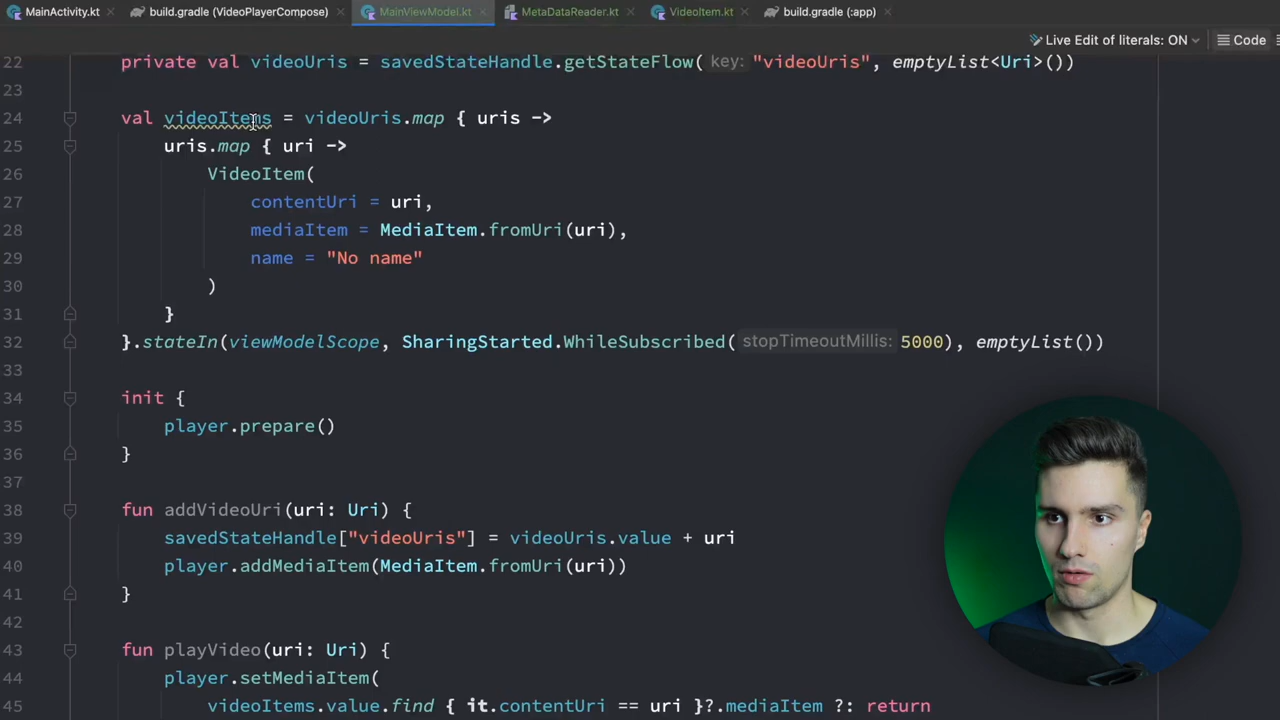 MainActivity.kt build.gradle (VideoPlayerCompose) MainViewModel.kt MetaDataReader.kt VideoItem.kt build.gradle (:app)
Live Edit of literals: ON Code
22 private val videoUris = savedStateHandle.getStateFlow( key: "videoUris", emptyList<Uri>())
23
24 val videoItems = videoUris.map { uris ->
25 uris.map { uri ->
26 VideoItem(
27 contentUri = uri,
28 mediaItem = MediaItem.fromUri(uri),
29 name = "No name"
30 )
31 }
32 }.stateIn(viewModelScope, SharingStarted.WhileSubscribed( stopTimeoutMillis: 5000), emptyList())
33
34 init {
35 player.prepare()
36 }
37
38 fun addVideoUri(uri: Uri) {
39 savedStateHandle["videoUris"] = videoUris.value + uri
40 player.addMediaItem(MediaItem.fromUri(uri))
41 }
42
43 fun playVideo(uri: Uri) {
44 player.setMediaItem(
45 videoItems.value.find { it.contentUri == uri }?.mediaItem ?: return